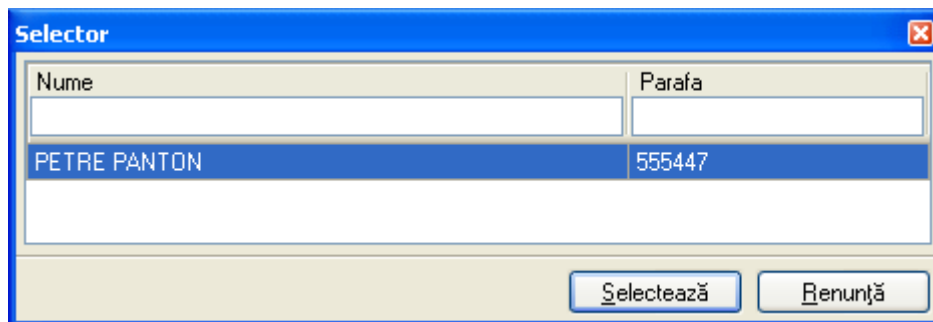 Selector
Nume Parafa
PETRE PANTON 555447
Selectează Renunţă